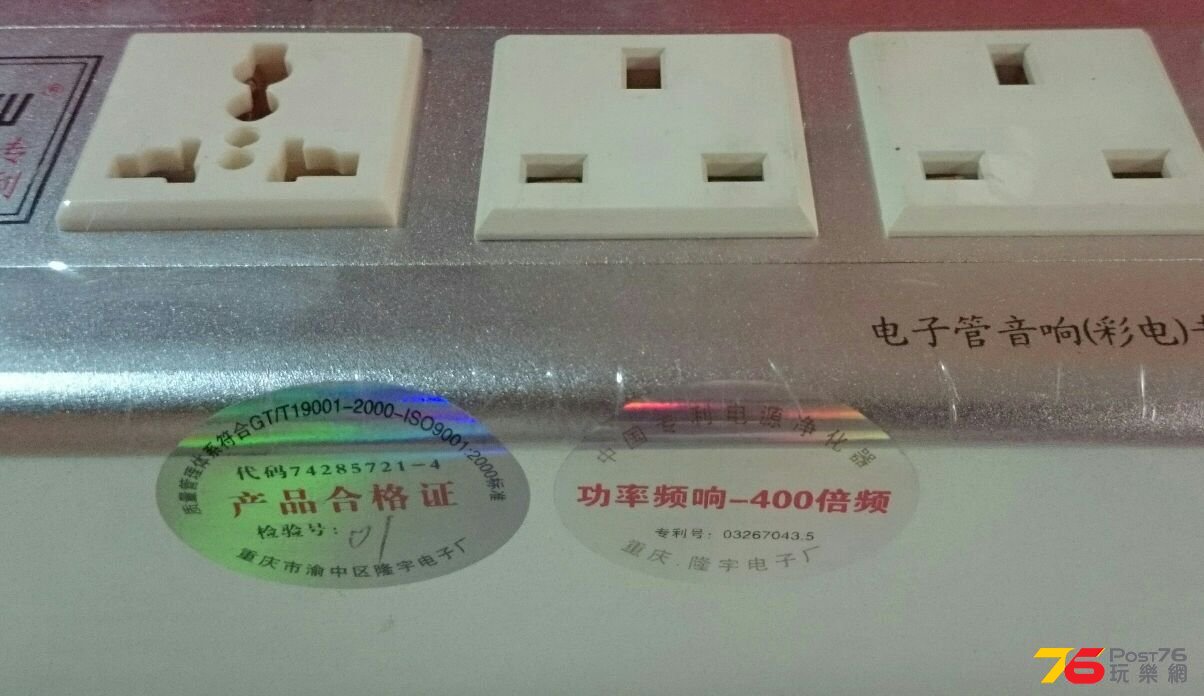 ®
专
利
电子管音响(彩电)
质量管理体系符合GT/T19001-2000-ISO9001:2000标准
代码74285721-4
产品合格证
检验号: 01
重庆市渝中区隆宇电子厂
中国专利电源净化器
功率频响-400倍频
专利号: 03267043.5
重庆.隆宇电子厂
76 POST76
玩樂網